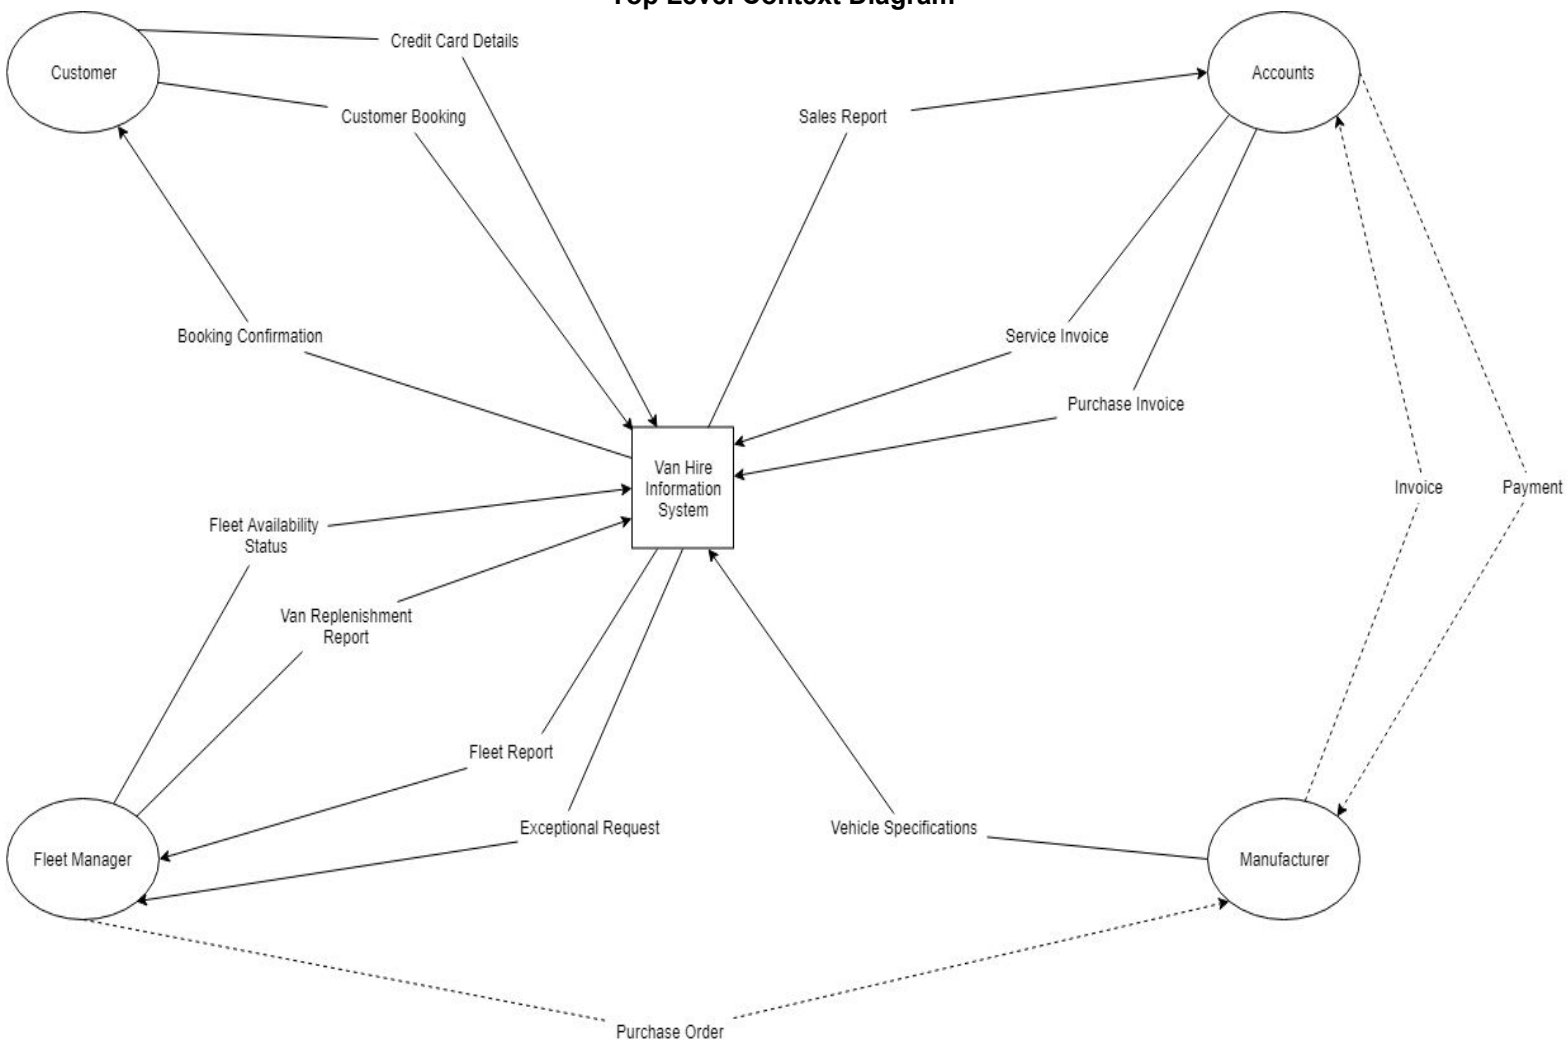 Top Level Context Diagram
Credit Card Details
Customer
Accounts
Customer Booking
Sales Report
Booking Confirmation
Service Invoice
Purchase Invoice
Van Hire
Information
System
Invoice
Payment
Fleet Availability
Status
Van Replenishment
Report
Fleet Report
Exceptional Request
Vehicle Specifications
Fleet Manager
Manufacturer
Purchase Order